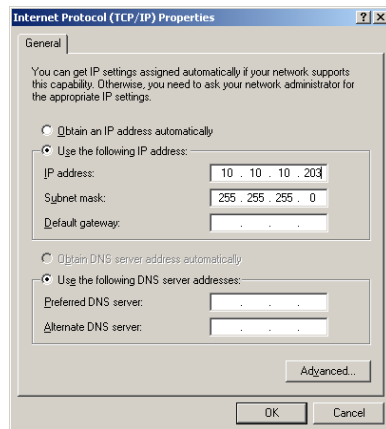 Internet Protocol (TCP/IP) Properties
General
You can get IP settings assigned automatically if your network supports
this capability. Otherwise, you need to ask your network administrator for
the appropriate IP settings.
Obtain an IP address automatically
Use the following IP address:
IP address: 10 . 10 . 10 . 203
Subnet mask: 255 . 255 . 255 . 0
Default gateway: . . .
Obtain DNS server address automatically
Use the following DNS server addresses:
Preferred DNS server: . . .
Alternate DNS server: . . .
Advanced...
OK Cancel